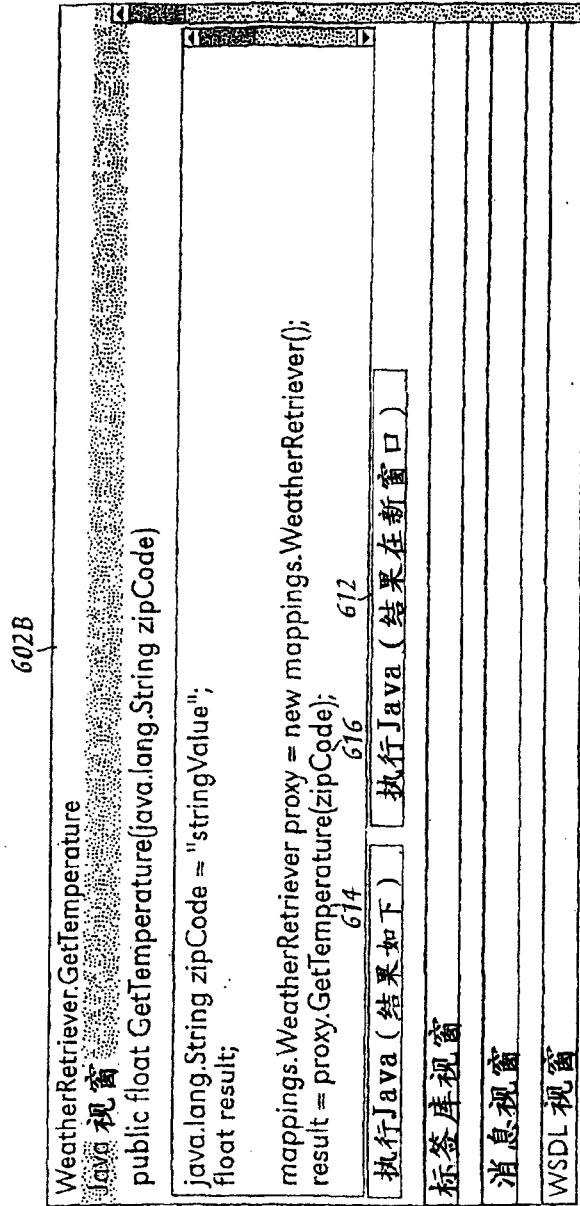 602B
WeatherRetriever.GetTemperature
Java 视窗
public float GetTemperature(java.lang.String zipCode)
java.lang.String zipCode = "stringValue";
float result;
mappings.WeatherRetriever proxy = new mappings.WeatherRetriever();
result = proxy.GetTemperature(zipCode);
614
616
612
执行Java（结果如下）
执行Java（结果在新窗口）
标签库视窗
消息视窗
WSDL 视窗